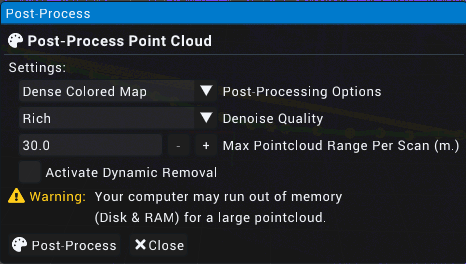 Post-Process
Post-Process Point Cloud
Settings:
Dense Colored Map Post-Processing Options
Rich Denoise Quality
30.0 - + Max Pointcloud Range Per Scan (m.)
Activate Dynamic Removal
Warning: Your computer may run out of memory
(Disk & RAM) for a large pointcloud.
Post-Process Close